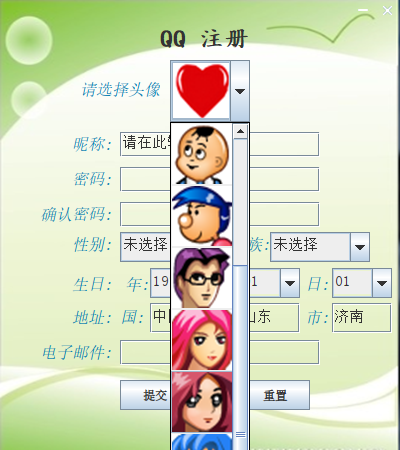 QQ 注册
请选择头像
昵称: 请在此
密码:
确认密码:
性别: 未选择 族: 未选择
生日: 年: 19 1 日: 01
地址: 国: 中 山东 市: 济南
电子邮件:
提交 重置